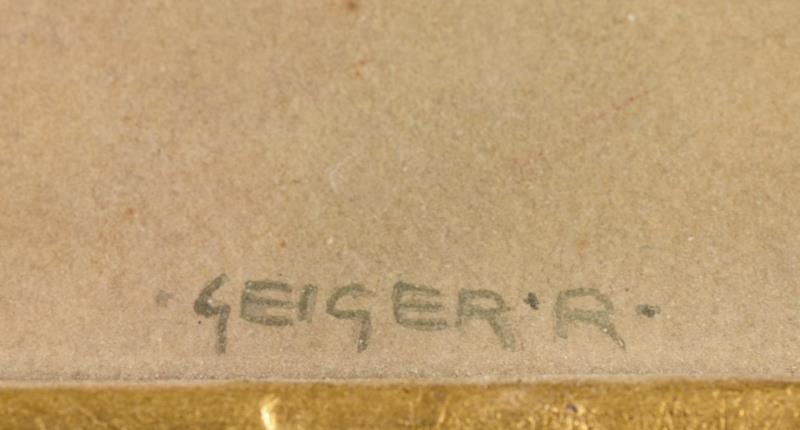 · GEIGER · R ·